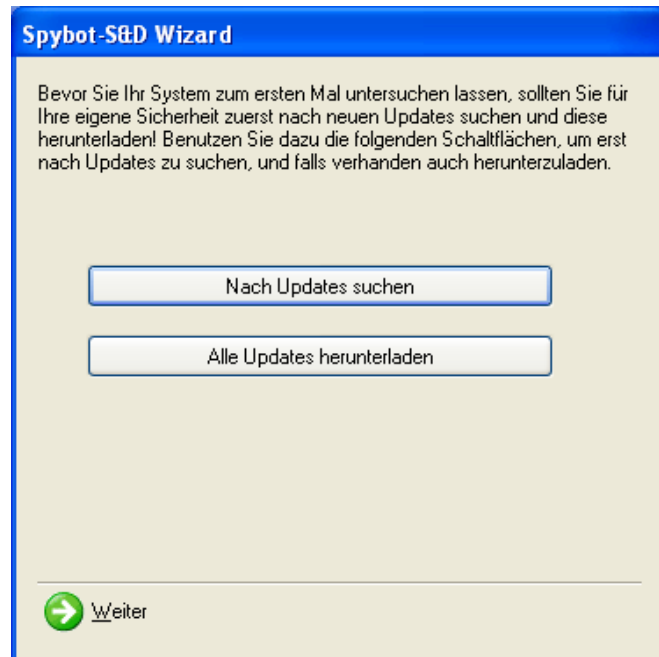 Spybot-S&D Wizard
Bevor Sie Ihr System zum ersten Mal untersuchen lassen, sollten Sie für
Ihre eigene Sicherheit zuerst nach neuen Updates suchen und diese
herunterladen! Benutzen Sie dazu die folgenden Schaltflächen, um erst
nach Updates zu suchen, und falls verhanden auch herunterzuladen.
Nach Updates suchen
Alle Updates herunterladen
Weiter